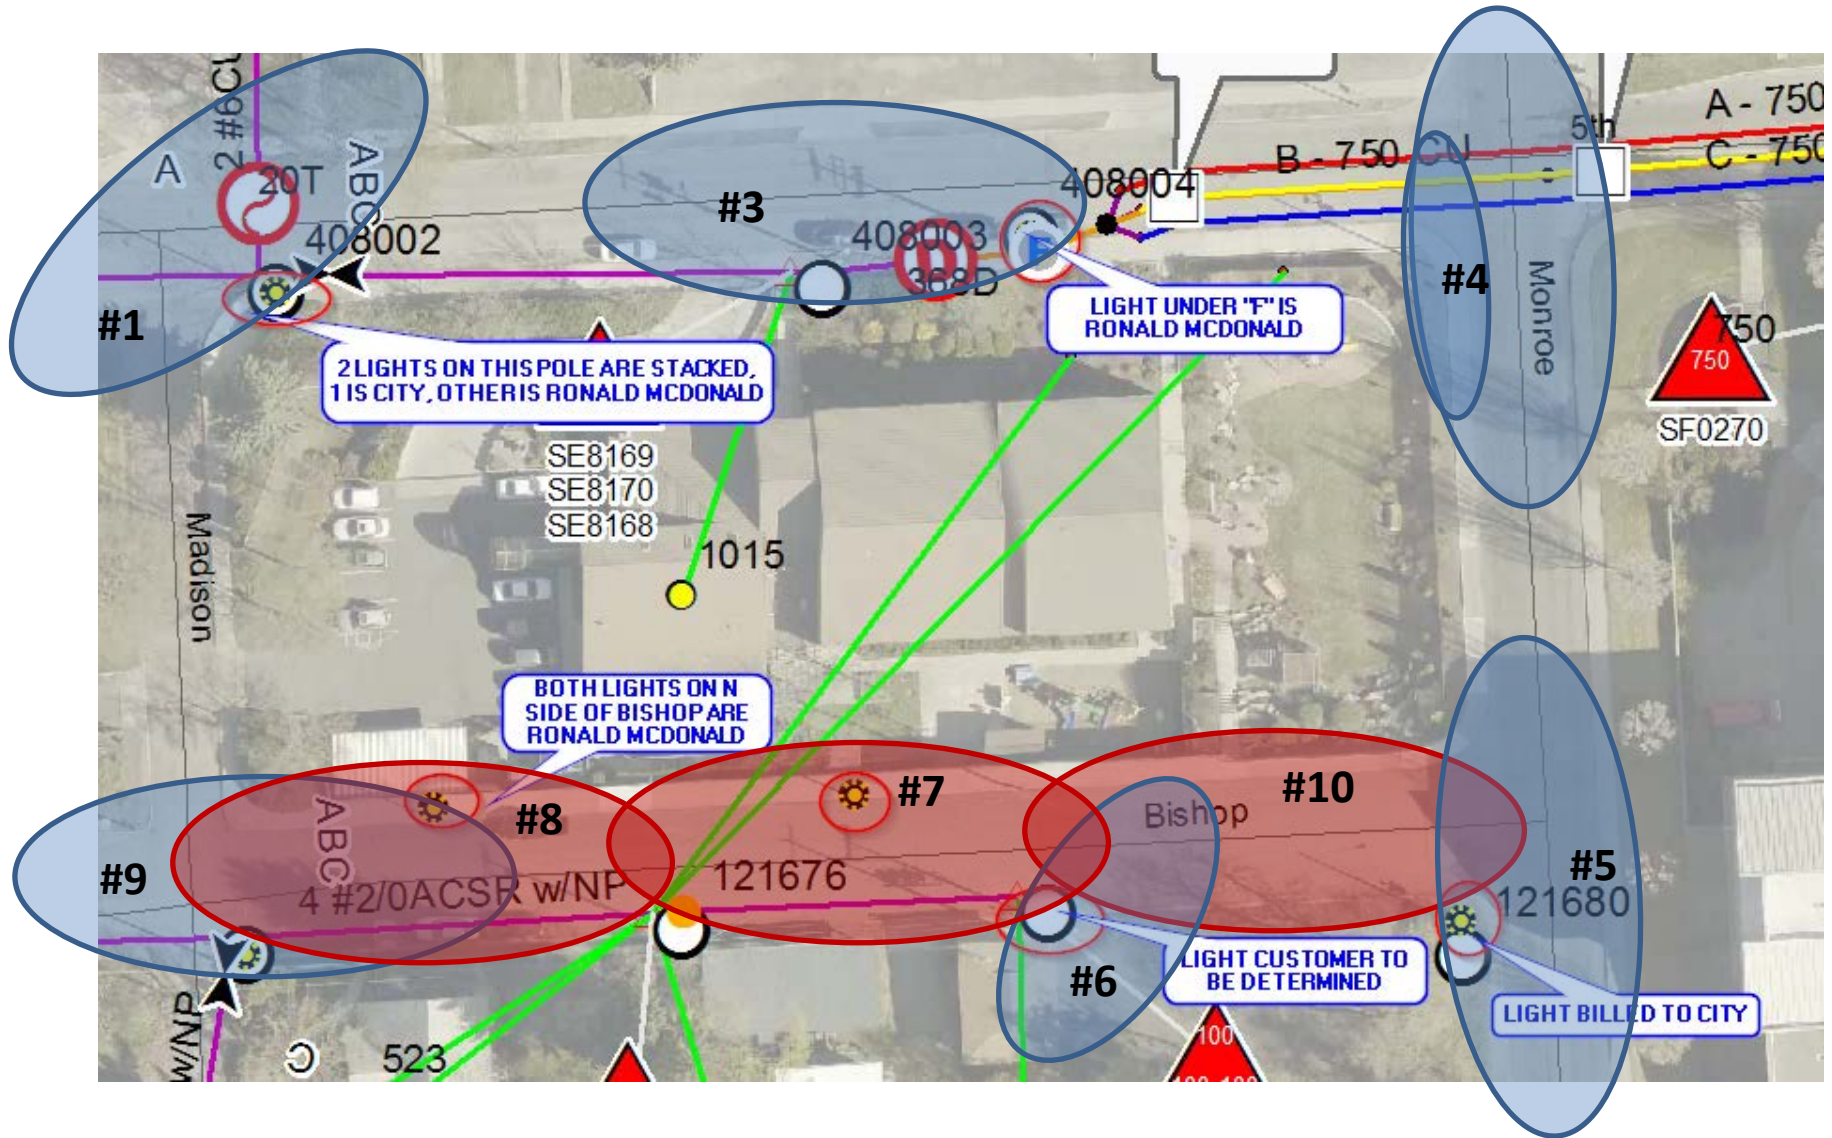 2 #6CU
A
20T
ABC
408002
#1
#3
408003
368D
408004
B - 750 CU
5th
A - 750
C - 750
#4
Monroe
LIGHT UNDER "F" IS
RONALD MCDONALD
F
2 LIGHTS ON THIS POLE ARE STACKED,
1 IS CITY, OTHER IS RONALD MCDONALD
750
750
SF0270
SE8169
SE8170
SE8168
1015
Madison
BOTH LIGHTS ON N
SIDE OF BISHOP ARE
RONALD MCDONALD
#7
#10
#8
Bishop
ABC
#9
4 #2/0ACSR w/NP
121676
#5
121680
LIGHT CUSTOMER TO
BE DETERMINED
#6
LIGHT BILLED TO CITY
w/NP
C
523
100
100-100